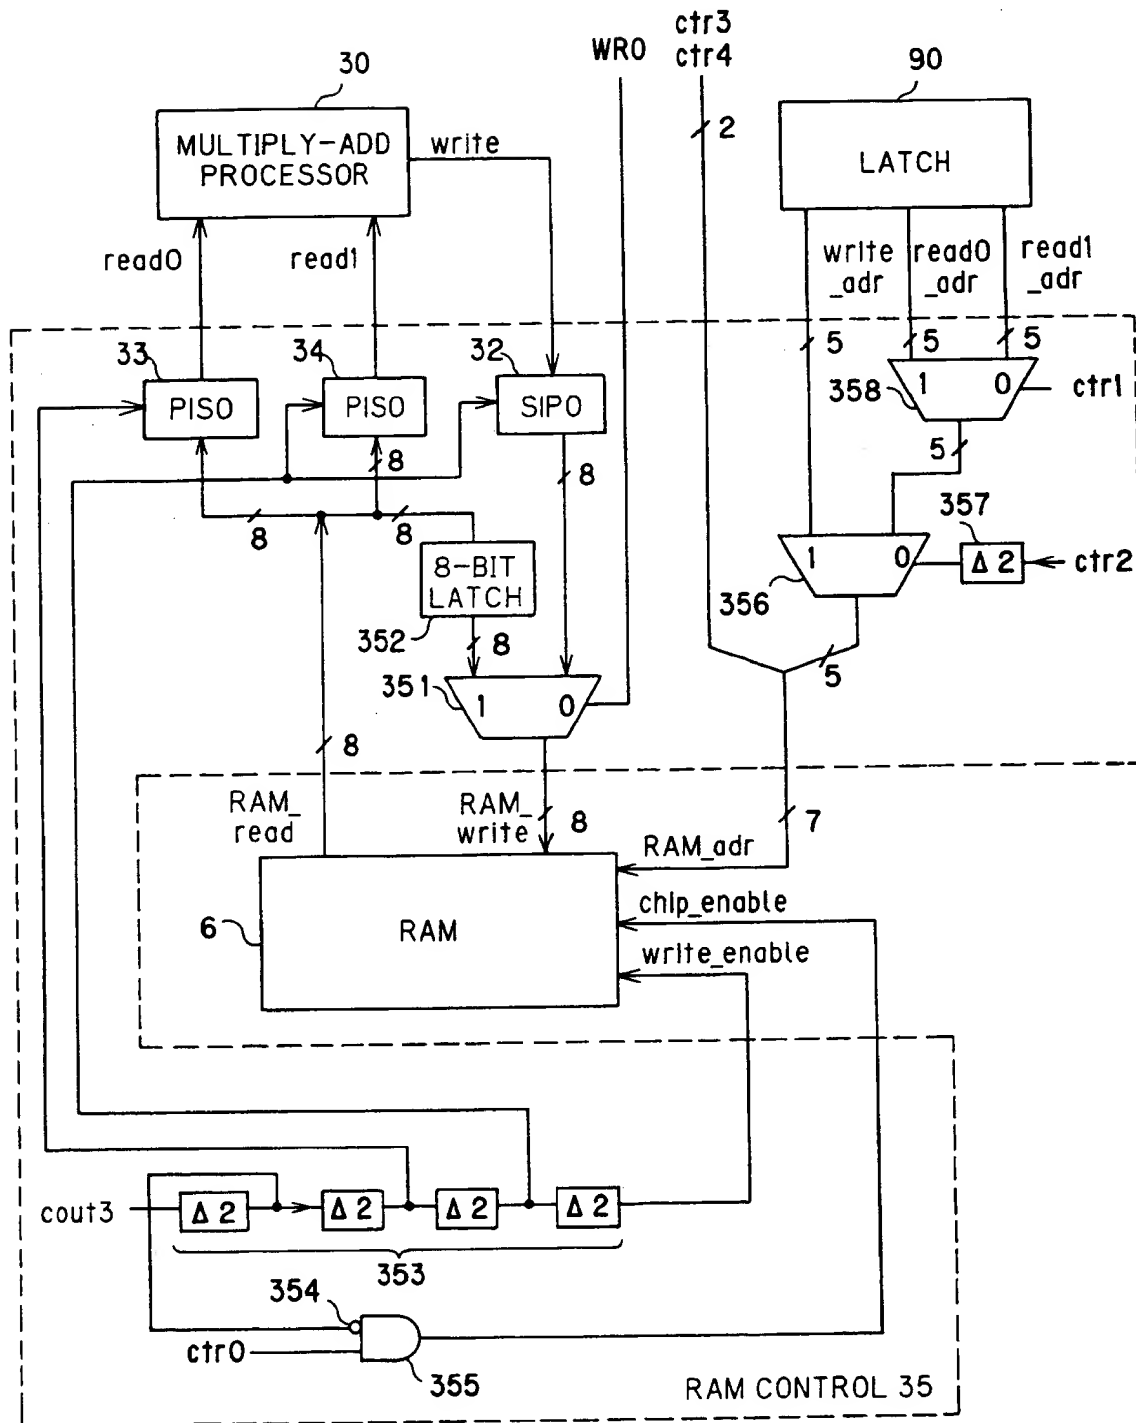 ctr3
WR0 ctr4
30
90
2
MULTIPLY-ADD
PROCESSOR
write
LATCH
read0
read1
write
_adr
read0
_adr
read1
_adr
33
34
32
5
5
5
PISO
PISO
SIPO
358
1 0
ctr1
8
8
5
357
8
8
8-BIT
LATCH
1 0
Δ 2
ctr2
352
8
356
351
1 0
5
8
RAM_
read
RAM_
write
8
7
RAM_adr
chip_enable
6
RAM
write_enable
cout3
Δ 2
Δ 2
Δ 2
Δ 2
353
354
ctr0
355
RAM CONTROL 35